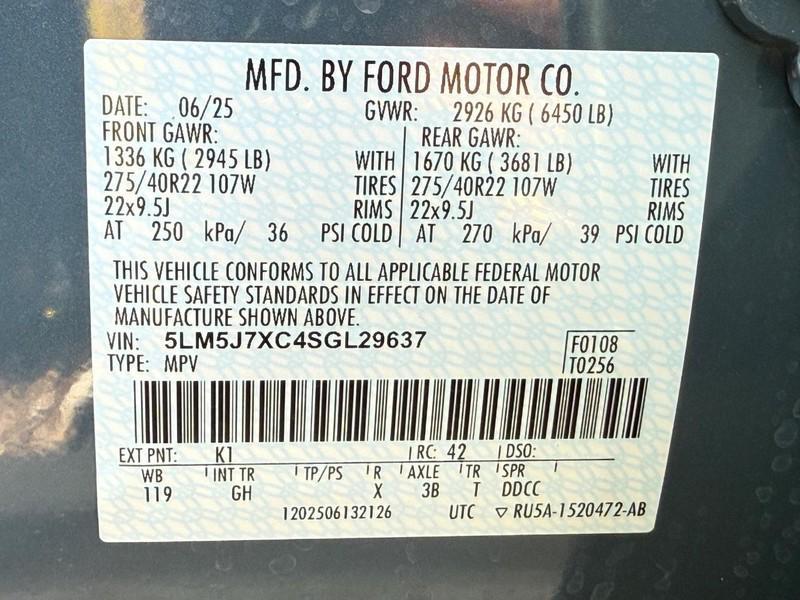 MFD. BY FORD MOTOR CO.
DATE: 06/25 GVWR: 2926 KG ( 6450 LB)
FRONT GAWR: REAR GAWR:
1336 KG ( 2945 LB) WITH 1670 KG ( 3681 LB) WITH
275/40R22 107W TIRES 275/40R22 107W TIRES
22x9.5J RIMS 22x9.5J RIMS
AT 250 kPa/ 36 PSI COLD AT 270 kPa/ 39 PSI COLD
THIS VEHICLE CONFORMS TO ALL APPLICABLE FEDERAL MOTOR
VEHICLE SAFETY STANDARDS IN EFFECT ON THE DATE OF
MANUFACTURE SHOWN ABOVE.
VIN: 5LM5J7XC4SGL29637 F0108
TYPE: MPV T0256
EXT PNT: K1 RC: 42 DSO:
WB INT TR TP/PS R AXLE TR SPR
119 GH X 3B T DDCC
1202506132126 UTC ▽ RU5A-1520472-AB